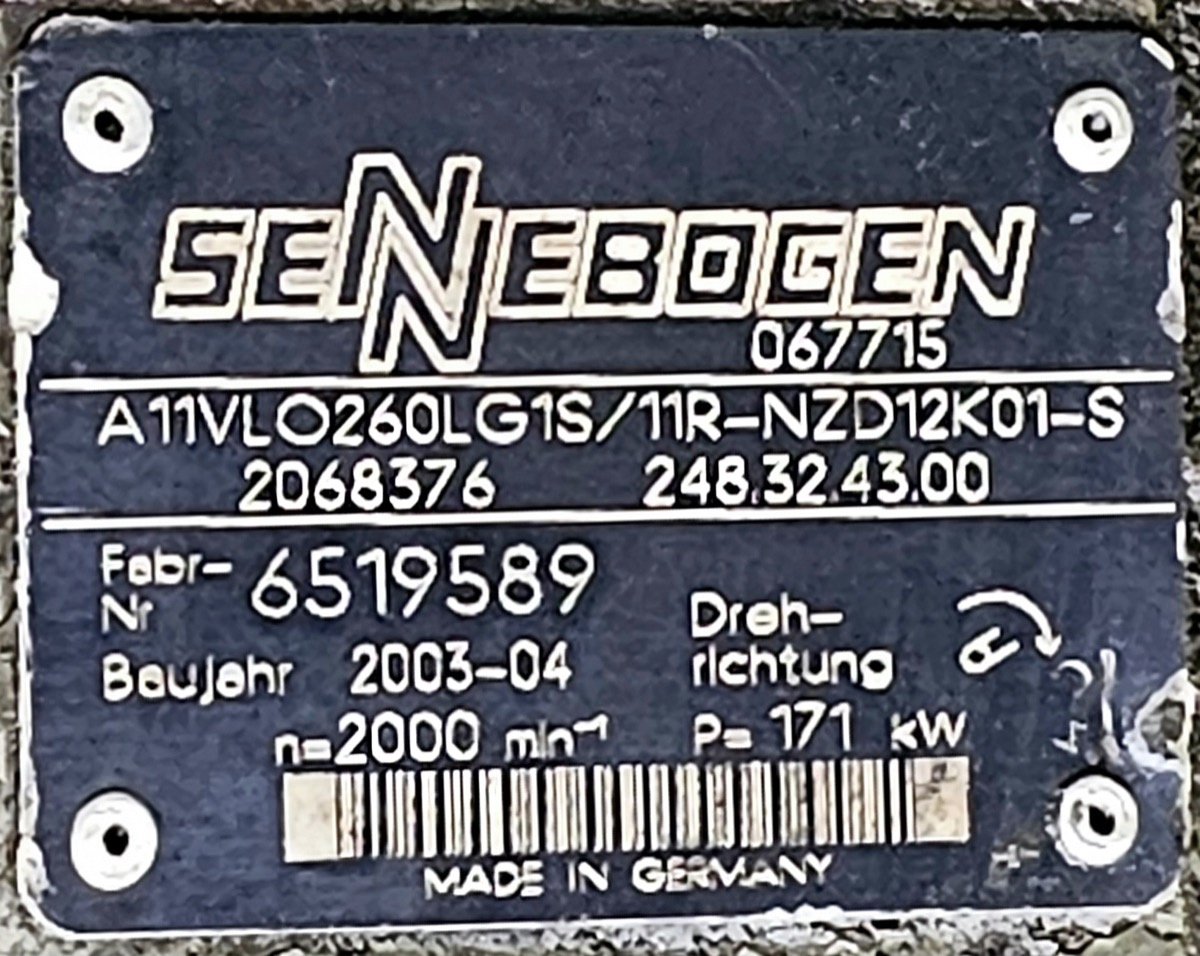 SENNEBOGEN
067715
A11VLO260LG1S/11R-NZD12K01-S
2068376 248.32.43.00
Fabr-Nr 6519589
Baujahr 2003-04
Dreh-
richtung R
n=2000 min⁻¹ P= 171 kW
MADE IN GERMANY